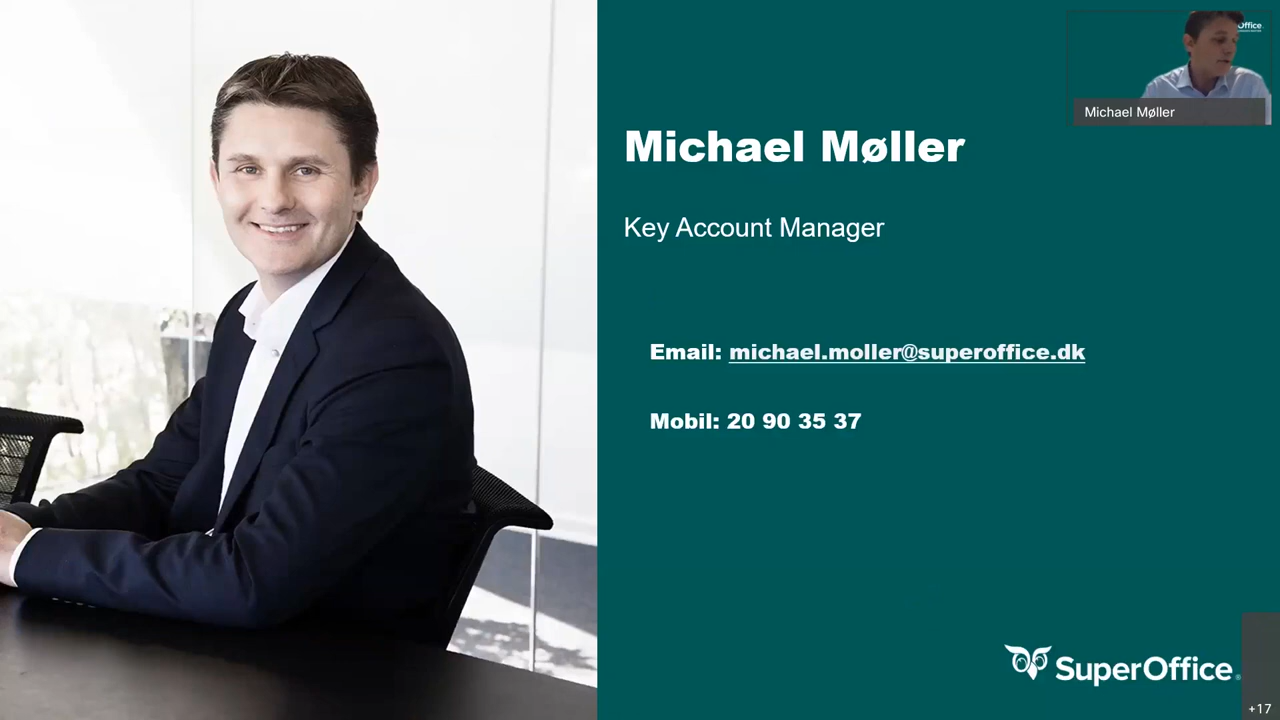 Office
Michael Møller
Michael Møller
Key Account Manager
Email: michael.moller@superoffice.dk
Mobil: 20 90 35 37
SuperOffice
+17